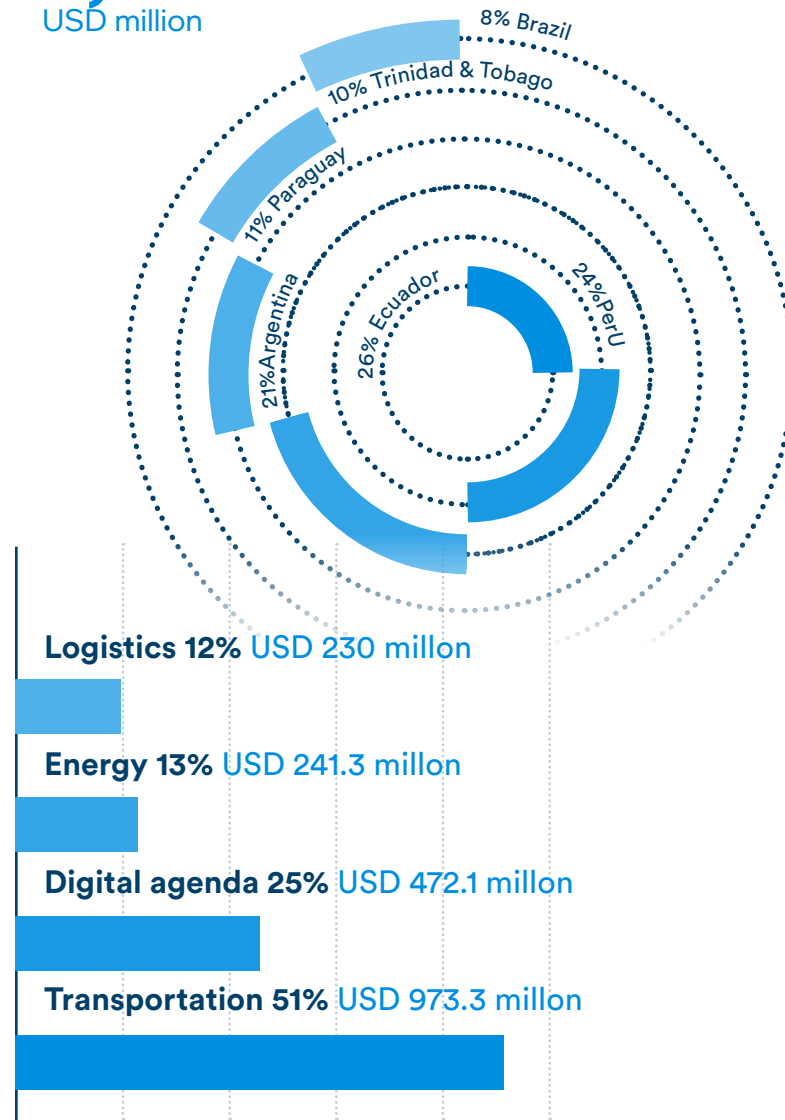 USD million
8% Brazil
10% Trinidad & Tobago
11% Paraguay
21%Argentina
26% Ecuador
24%PerU
Logistics 12% USD 230 millon
Energy 13% USD 241.3 millon
Digital agenda 25% USD 472.1 millon
Transportation 51% USD 973.3 millon